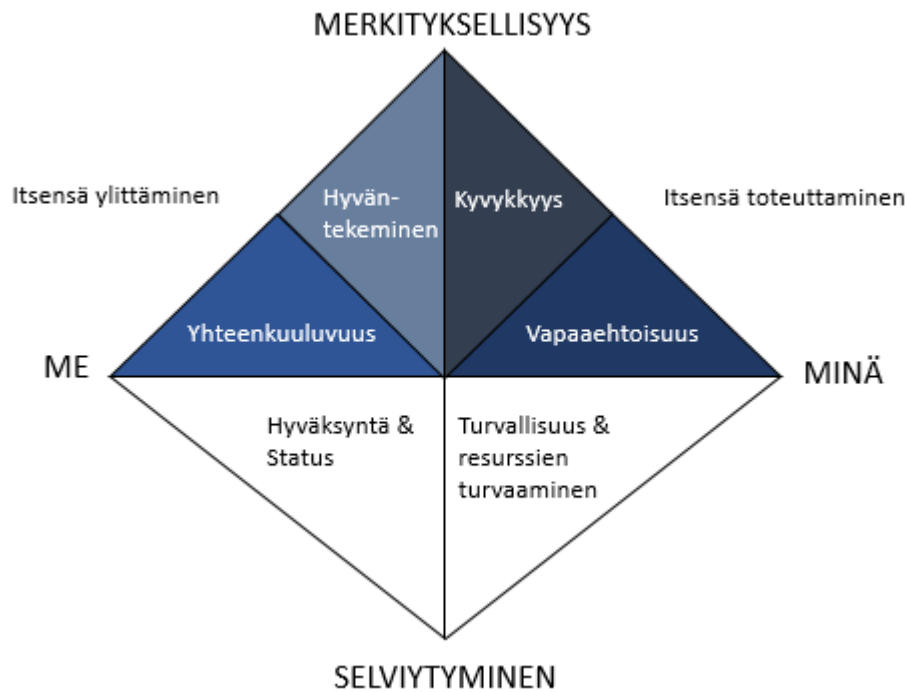 MERKITYKSELLISYYS
Itsensä ylittäminen
Hyvän-
tekeminen
Kyvykkyys
Itsensä toteuttaminen
Yhteenkuuluvuus
Vapaaehtoisuus
ME
MINÄ
Hyväksyntä &
Status
Turvallisuus &
resurssien
turvaaminen
SELVIYTYMINEN